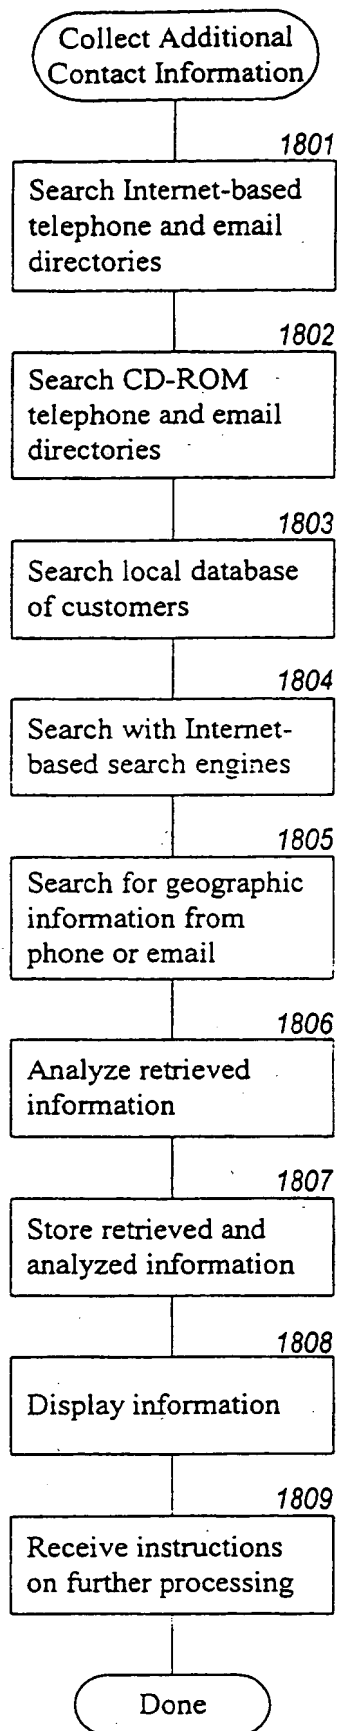 Collect Additional
Contact Information
1801
Search Internet-based
telephone and email
directories
1802
Search CD-ROM
telephone and email
directories
1803
Search local database
of customers
1804
Search with Internet-
based search engines
1805
Search for geographic
information from
phone or email
1806
Analyze retrieved
information
1807
Store retrieved and
analyzed information
1808
Display information
1809
Receive instructions
on further processing
Done